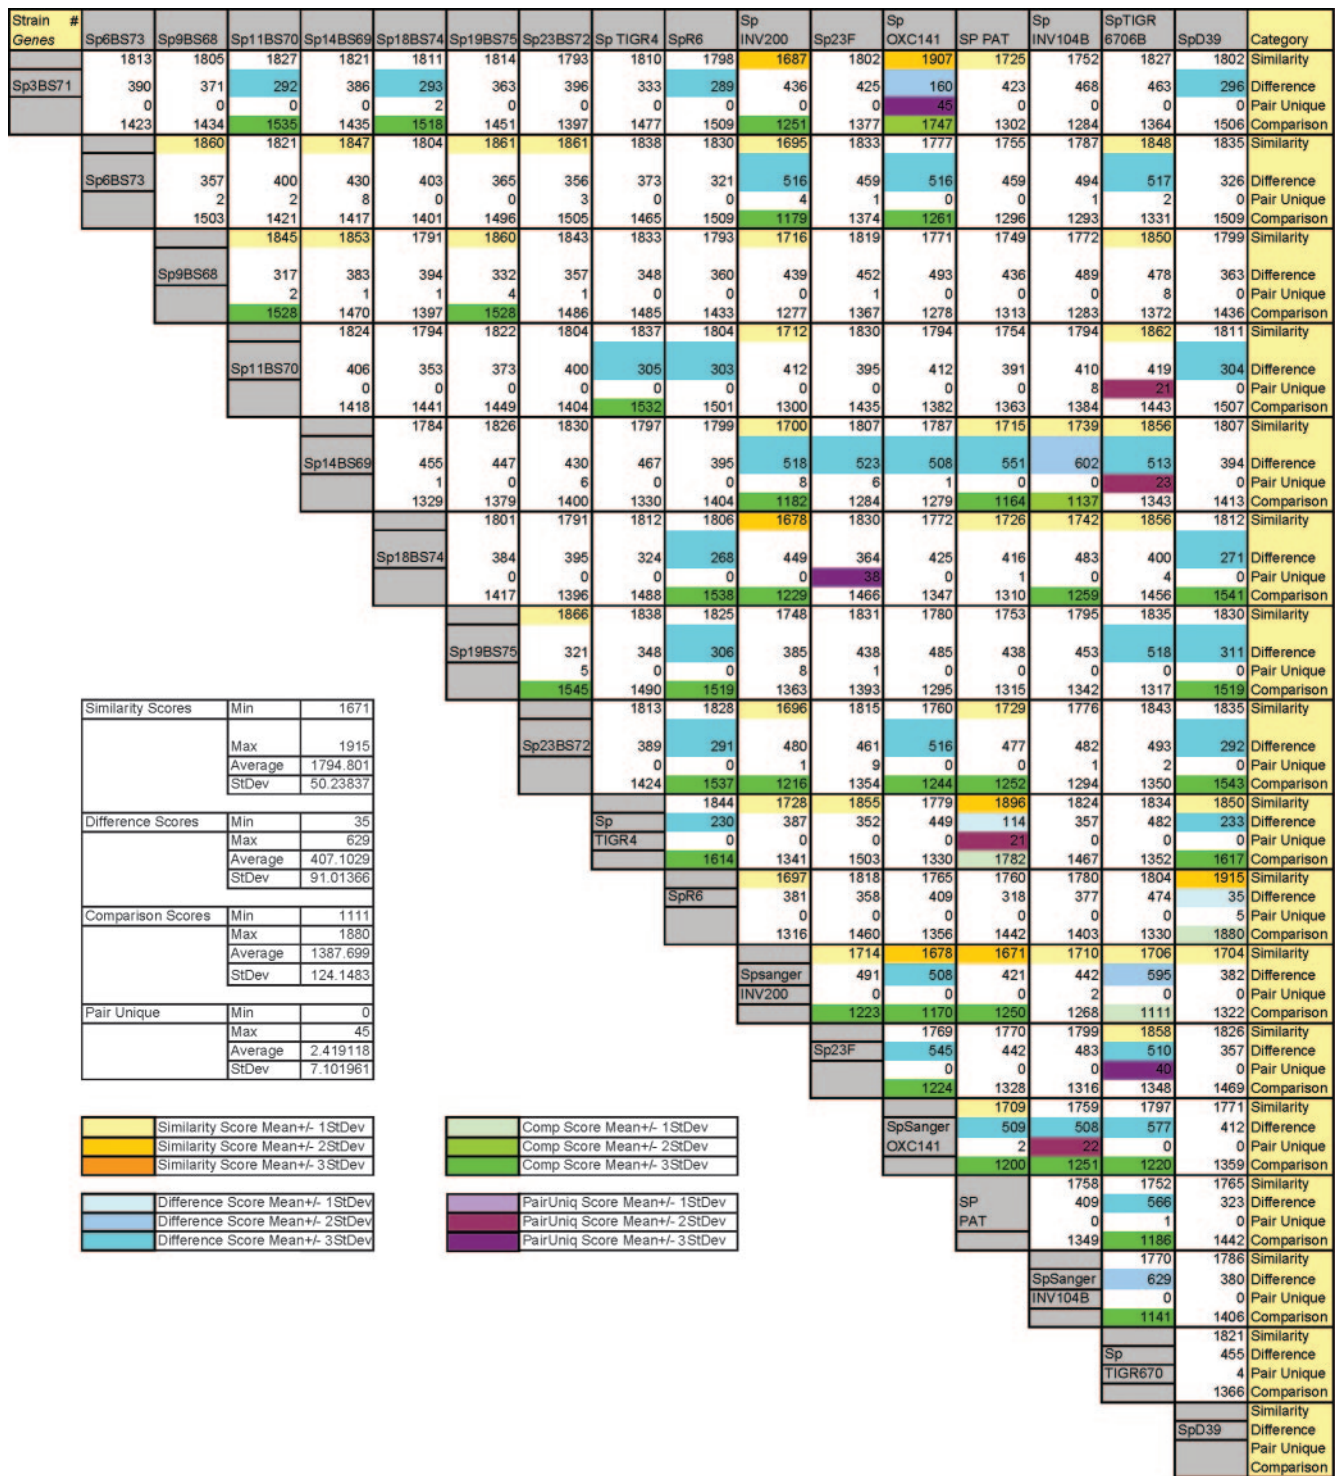 Strain # Sp Sp Sp SpTIGR
Genes Sp6BS73 Sp9BS68 Sp11BS70 Sp14BS69 Sp18BS74 Sp19BS75 Sp23BS72 Sp TIGR4 SpR6 INV200 Sp23F OXC141 SP PAT INV104B 6706B SpD39 Category
1813 1805 1827 1821 1811 1814 1793 1810 1798 1687 1802 1907 1725 1752 1827 1802 Similarity
Sp3BS71 390 371 292 386 293 363 396 333 289 436 425 160 423 468 463 296 Difference
0 0 0 0 2 0 0 0 0 0 0 45 0 0 0 0 Pair Unique
1423 1434 1535 1435 1518 1451 1397 1477 1509 1251 1377 1747 1302 1284 1364 1506 Comparison
1860 1821 1847 1804 1861 1861 1838 1830 1695 1833 1777 1755 1787 1848 1835 Similarity
Sp6BS73 357 400 430 403 365 356 373 321 516 459 516 459 494 517 326 Difference
2 2 8 0 0 3 0 0 4 1 0 0 1 2 0 Pair Unique
1503 1421 1417 1401 1496 1505 1465 1509 1179 1374 1261 1296 1293 1331 1509 Comparison
1845 1853 1791 1860 1843 1833 1793 1716 1819 1771 1749 1772 1850 1799 Similarity
Sp9BS68 317 383 394 332 357 348 360 439 452 493 436 489 478 363 Difference
2 1 1 4 1 0 0 0 1 0 0 0 8 0 Pair Unique
1528 1470 1397 1528 1486 1485 1433 1277 1367 1278 1313 1283 1372 1436 Comparison
1824 1794 1822 1804 1837 1804 1712 1830 1794 1754 1794 1862 1811 Similarity
Sp11BS70 406 353 373 400 305 303 412 395 412 391 410 419 304 Difference
0 0 0 0 0 0 0 0 0 0 8 21 0 Pair Unique
1418 1441 1449 1404 1532 1501 1300 1435 1382 1363 1384 1443 1507 Comparison
1784 1826 1830 1797 1799 1700 1807 1787 1715 1739 1856 1807 Similarity
Sp14BS69 455 447 430 467 395 518 523 508 551 602 513 394 Difference
1 0 6 0 0 8 6 1 0 0 23 0 Pair Unique
1329 1379 1400 1330 1404 1182 1284 1279 1164 1137 1343 1413 Comparison
1801 1791 1812 1806 1678 1830 1772 1726 1742 1856 1812 Similarity
Sp18BS74 384 395 324 268 449 364 425 416 483 400 271 Difference
0 0 0 0 0 38 0 1 0 4 0 Pair Unique
1417 1396 1488 1538 1229 1466 1347 1310 1259 1456 1541 Comparison
1866 1838 1825 1748 1831 1780 1753 1795 1835 1830 Similarity
Sp19BS75 321 348 306 385 438 485 438 453 518 311 Difference
5 0 0 8 1 0 0 0 0 0 Pair Unique
1545 1490 1519 1363 1393 1295 1315 1342 1317 1519 Comparison
1813 1828 1696 1815 1760 1729 1776 1843 1835 Similarity
Sp23BS72 389 291 480 461 516 477 482 493 292 Difference
0 0 1 9 0 0 1 2 0 Pair Unique
1424 1537 1216 1354 1244 1252 1294 1350 1543 Comparison
1844 1728 1855 1779 1896 1824 1834 1850 Similarity
Sp 230 387 352 449 114 357 482 233 Difference
TIGR4 0 0 0 0 21 0 0 0 Pair Unique
1614 1341 1503 1330 1782 1467 1352 1617 Comparison
1697 1818 1765 1760 1780 1804 1915 Similarity
SpR6 381 358 409 318 377 474 35 Difference
0 0 0 0 0 0 5 Pair Unique
1316 1460 1356 1442 1403 1330 1880 Comparison
1714 1678 1671 1710 1706 1704 Similarity
Spsanger 491 508 421 442 595 382 Difference
INV200 0 0 0 2 0 0 Pair Unique
1223 1170 1250 1268 1111 1322 Comparison
1769 1770 1799 1858 1826 Similarity
Sp23F 545 442 483 510 357 Difference
0 0 0 40 0 Pair Unique
1224 1328 1316 1348 1469 Comparison
1709 1759 1797 1771 Similarity
SpSanger 509 508 577 412 Difference
OXC141 2 22 0 0 Pair Unique
1200 1251 1220 1359 Comparison
1758 1752 1765 Similarity
SP 409 566 323 Difference
PAT 0 1 0 Pair Unique
1349 1186 1442 Comparison
1770 1786 Similarity
SpSanger 629 380 Difference
INV104B 0 0 Pair Unique
1141 1406 Comparison
1821 Similarity
Sp 455 Difference
TIGR670 4 Pair Unique
1366 Comparison
Similarity
SpD39 Difference
Pair Unique
Comparison
Similarity Scores Min 1671
Max 1915
Average 1794.801
StDev 50.23837
Difference Scores Min 35
Max 629
Average 407.1029
StDev 91.01366
Comparison Scores Min 1111
Max 1880
Average 1387.699
StDev 124.1483
Pair Unique Min 0
Max 45
Average 2.419118
StDev 7.101961
Similarity Score Mean+/- 1StDev
Similarity Score Mean+/- 2StDev
Similarity Score Mean+/- 3StDev
Difference Score Mean+/- 1StDev
Difference Score Mean+/- 2StDev
Difference Score Mean+/- 3StDev
Comp Score Mean+/- 1StDev
Comp Score Mean+/- 2StDev
Comp Score Mean+/- 3StDev
PairUniq Score Mean+/- 1StDev
PairUniq Score Mean+/- 2StDev
PairUniq Score Mean+/- 3StDev